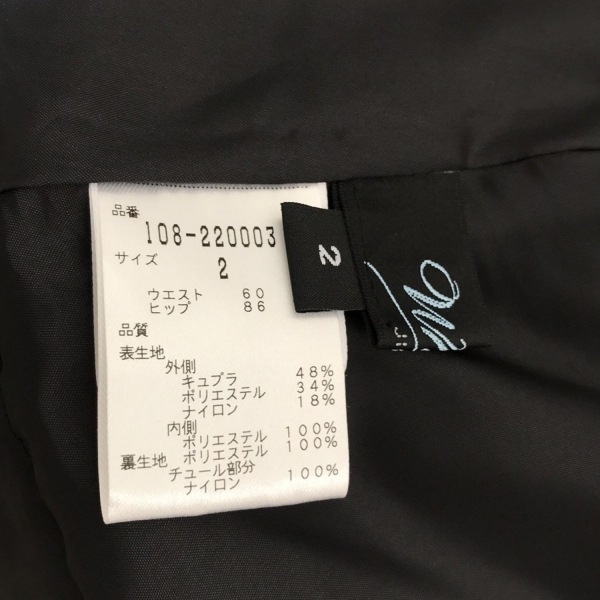 品番
108-220003
サイズ
2
ウエスト 60
ヒップ 86
品質
表生地
外側
キュプラ 48%
ポリエステル 34%
ナイロン 18%
内側
ポリエステル 100%
裏生地 ポリエステル 100%
チュール部分
ナイロン 100%
2